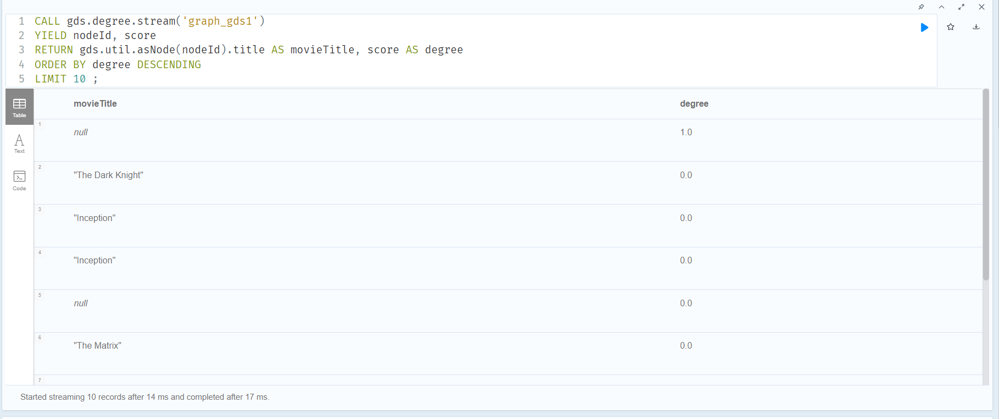 1 CALL gds.degree.stream('graph_gds1')
2 YIELD nodeId, score
3 RETURN gds.util.asNode(nodeId).title AS movieTitle, score AS degree
4 ORDER BY degree DESCENDING
5 LIMIT 10 ;
Table
Text
Code
movieTitle degree
1 null 1.0
2 "The Dark Knight" 0.0
3 "Inception" 0.0
4 "Inception" 0.0
5 null 0.0
6 "The Matrix" 0.0
7
Started streaming 10 records after 14 ms and completed after 17 ms.